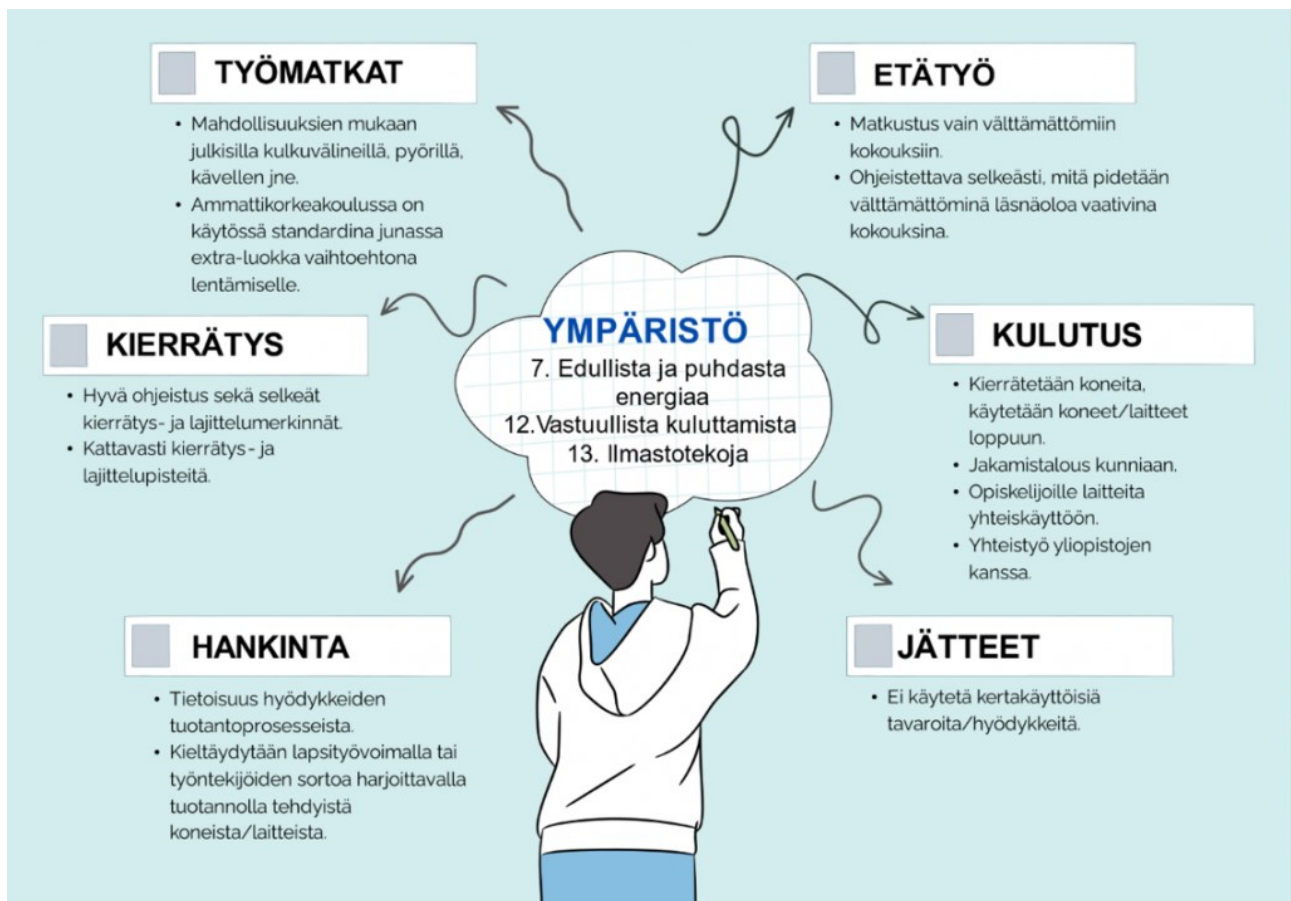 TYÖMATKAT
• Mahdollisuuksien mukaan
julkisilla kulkuvälineillä, pyörillä,
kävellen jne.
• Ammattikorkeakoulussa on
käytössä standardina junassa
extra-luokka vaihtoehtona
lentämiselle.
ETÄTYÖ
• Matkustus vain välttämättömiin
kokouksiin.
• Ohjeistettava selkeästi, mitä pidetään
välttämättöminä läsnäoloa vaativina
kokouksina.
KIERRÄTYS
• Hyvä ohjeistus sekä selkeät
kierrätys- ja lajittelumerkinnät.
• Kattavasti kierrätys- ja
lajittelupisteitä.
YMPÄRISTÖ
7. Edullista ja puhdasta
energiaa
12.Vastuullista kuluttamista
13. Ilmastotekoja
KULUTUS
• Kierrätetään koneita,
käytetään koneet/laitteet
loppuun.
• Jakamistalous kunniaan.
• Opiskelijoille laitteita
yhteiskäyttöön.
• Yhteistyö yliopistojen
kanssa.
HANKINTA
• Tietoisuus hyödykkeiden
tuotantoprosesseista.
• Kieltäydytään lapsityövoimalla tai
työntekijöiden sortoa harjoittavalla
tuotannolla tehdyistä
koneista/laitteista.
JÄTTEET
• Ei käytetä kertakäyttöisiä
tavaroita/hyödykkeitä.